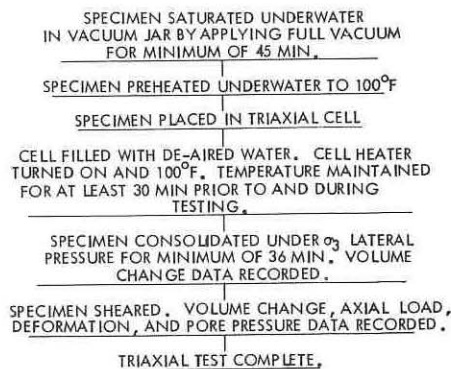 SPECIMEN SATURATED UNDERWATER
IN VACUUM JAR BY APPLYING FULL VACUUM
FOR MINIMUM OF 45 MIN.
SPECIMEN PREHEATED UNDERWATER TO 100°F
SPECIMEN PLACED IN TRIAXIAL CELL
CELL FILLED WITH DE-AIRED WATER. CELL HEATER
TURNED ON AND 100°F. TEMPERATURE MAINTAINED
FOR AT LEAST 30 MIN PRIOR TO AND DURING
TESTING.
SPECIMEN CONSOLIDATED UNDER σ3 LATERAL
PRESSURE FOR MINIMUM OF 36 MIN. VOLUME
CHANGE DATA RECORDED.
SPECIMEN SHEARED. VOLUME CHANGE, AXIAL LOAD,
DEFORMATION, AND PORE PRESSURE DATA RECORDED.
TRIAXIAL TEST COMPLETE.